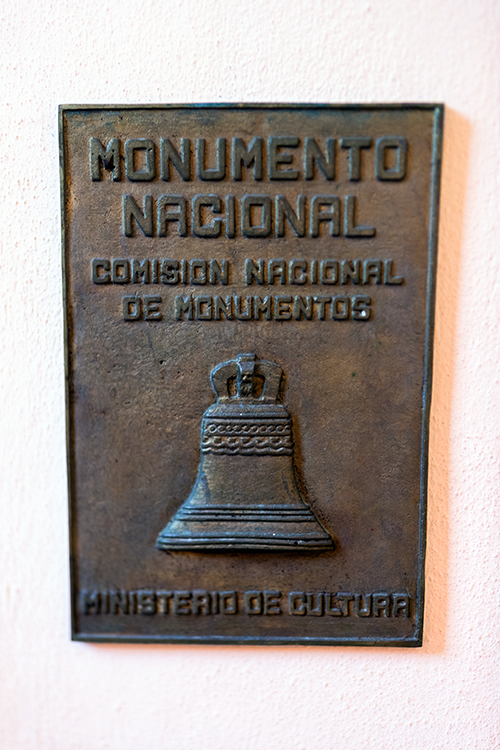 MONUMENTO
NACIONAL
COMISION NACIONAL
DE MONUMENTOS
MINISTERIO DE CULTURA